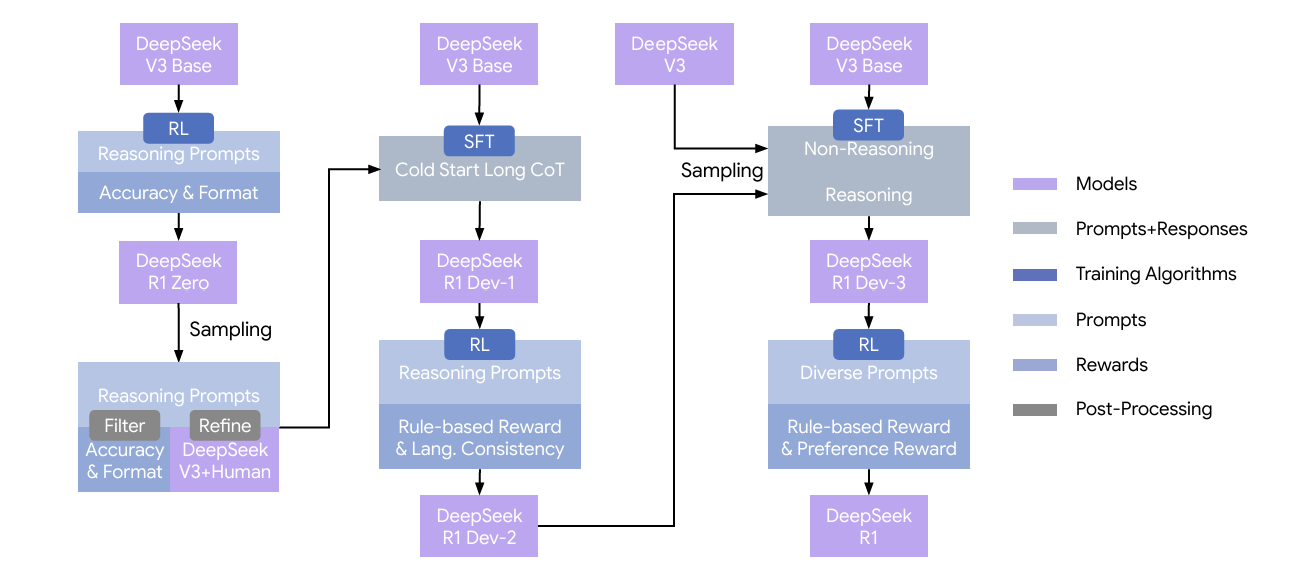 DeepSeek
V3 Base
RL
Reasoning Prompts
Accuracy & Format
DeepSeek
R1 Zero
Sampling
Reasoning Prompts
Filter
Refine
Accuracy
& Format
DeepSeek
V3+Human
DeepSeek
V3 Base
SFT
Cold Start Long CoT
DeepSeek
R1 Dev-1
RL
Reasoning Prompts
Rule-based Reward
& Lang. Consistency
DeepSeek
R1 Dev-2
DeepSeek
V3
Sampling
DeepSeek
V3 Base
SFT
Non-Reasoning
Reasoning
DeepSeek
R1 Dev-3
RL
Diverse Prompts
Rule-based Reward
& Preference Reward
DeepSeek
R1
Models
Prompts+Responses
Training Algorithms
Prompts
Rewards
Post-Processing